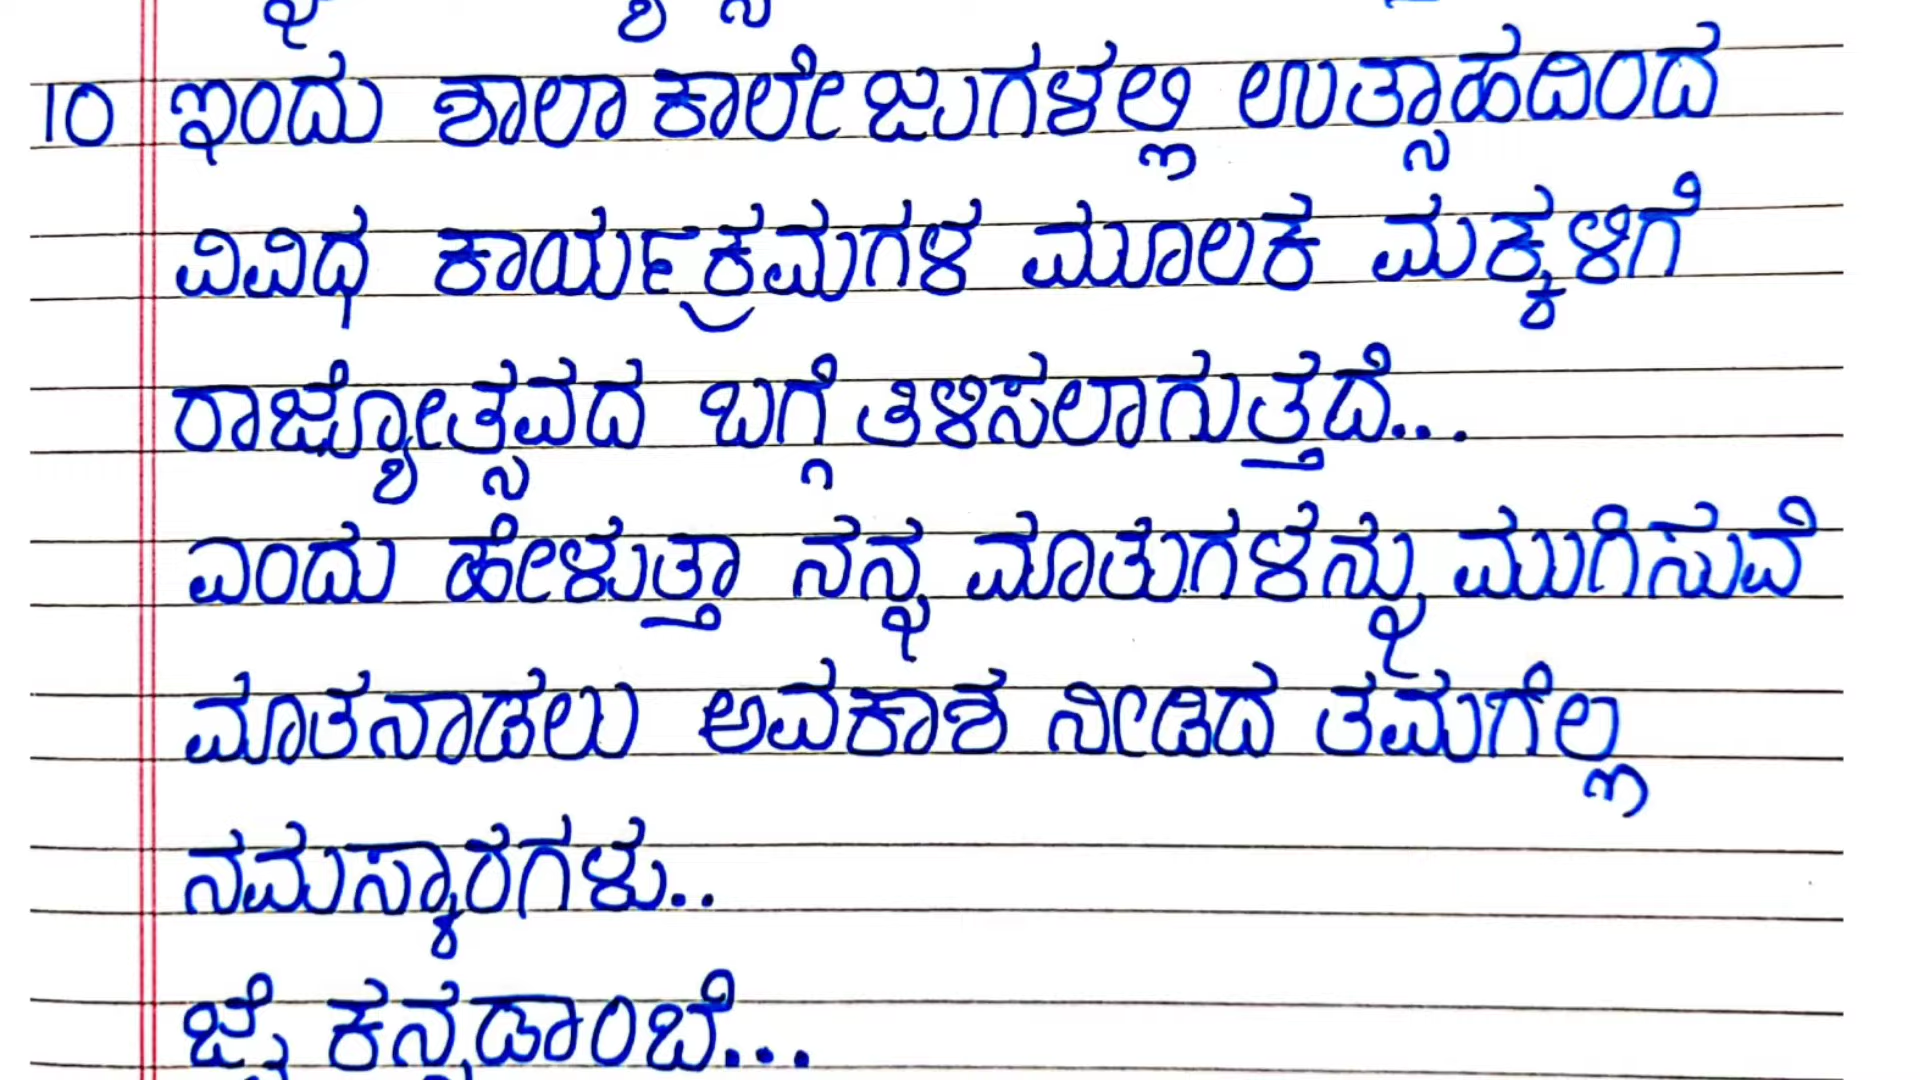 10 ಇಂದು ಶಾಲಾ ಕಾಲೇಜುಗಳಲ್ಲಿ ಉತ್ಸಾಹದಿಂದ
ವಿವಿಧ ಕಾರ್ಯಕ್ರಮಗಳ ಮೂಲಕ ಮಕ್ಕಳಿಗೆ
ರಾಜ್ಯೋತ್ಸವದ ಬಗ್ಗೆ ತಿಳಿಸಲಾಗುತ್ತದೆ...
ಎಂದು ಹೇಳುತ್ತಾ ನನ್ನ ಮಾತುಗಳನ್ನು ಮುಗಿಸುವೆ
ಮಾತನಾಡಲು ಅವಕಾಶ ನೀಡಿದ ತಮಗೆಲ್ಲ
ನಮಸ್ಕಾರಗಳು..
ಜೈ ಕನ್ನಡಾಂಬೆ...